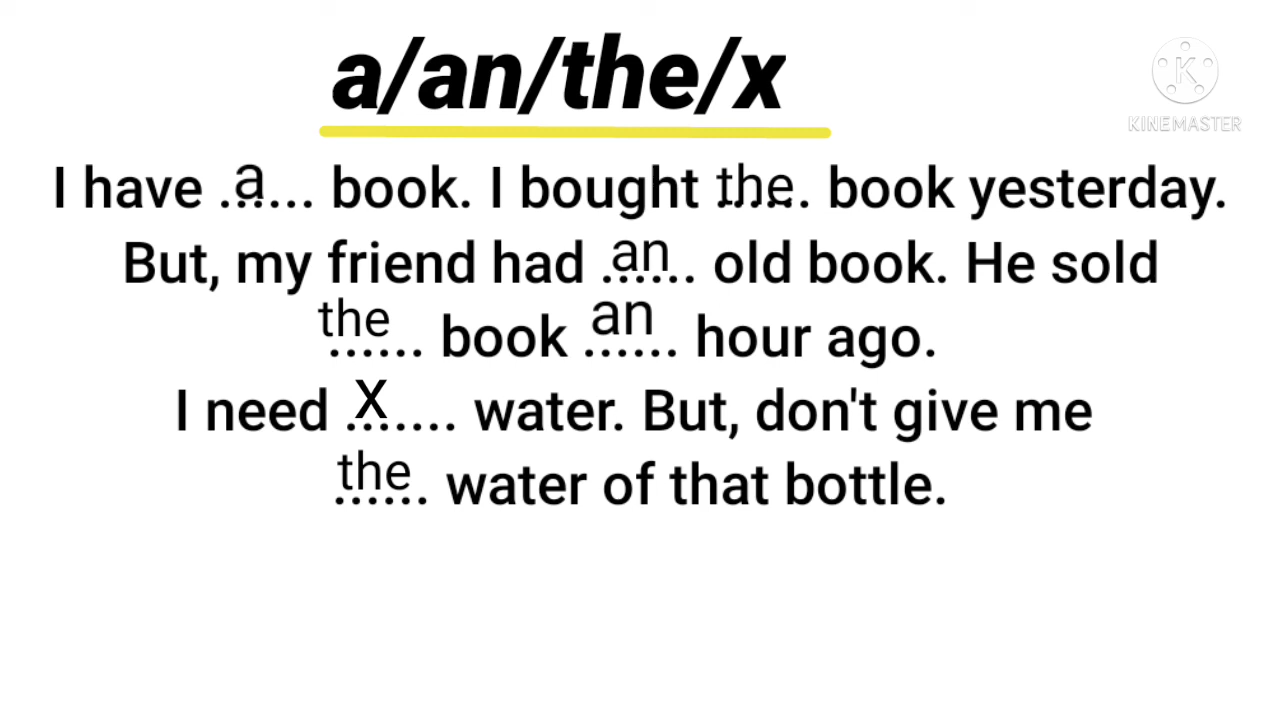 a/an/the/x
K
KINEMASTER
I have ..a.... book. I bought the. book yesterday.
But, my friend had ..an.... old book. He sold
the ...... book an ...... hour ago.
I need x....... water. But, don't give me
the ...... water of that bottle.